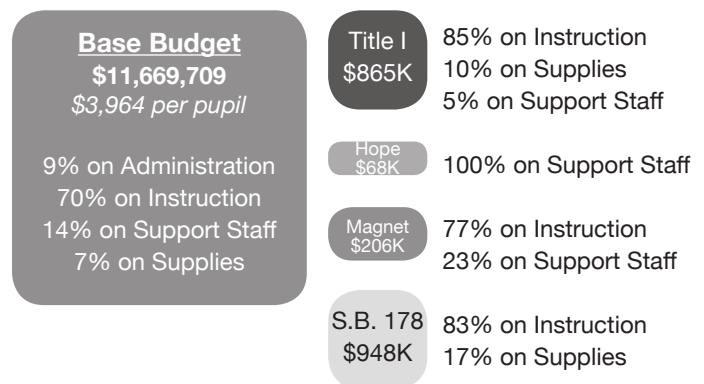 Base Budget
$11,669,709
$3,964 per pupil
9% on Administration
70% on Instruction
14% on Support Staff
7% on Supplies
Title I
$865K
85% on Instruction
10% on Supplies
5% on Support Staff
Hope
$68K
100% on Support Staff
Magnet
$206K
77% on Instruction
23% on Support Staff
S.B. 178
$948K
83% on Instruction
17% on Supplies